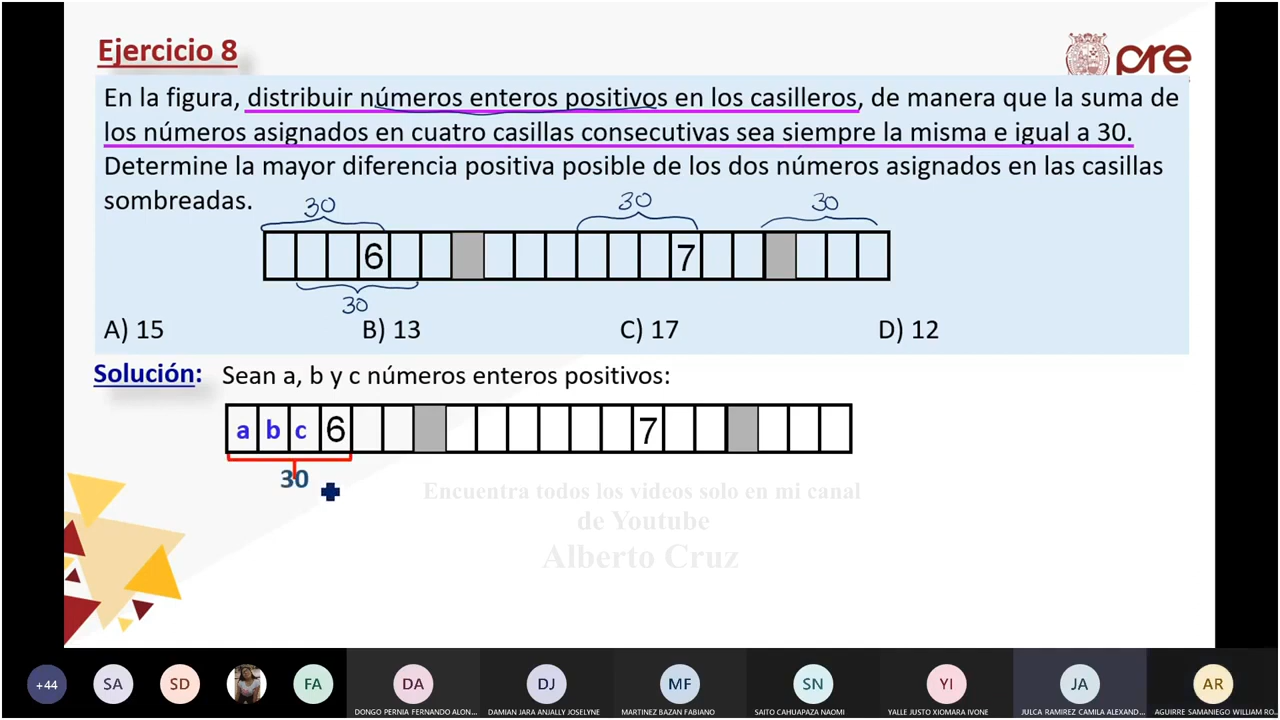 Ejercicio 8
pre
En la figura, distribuir números enteros positivos en los casilleros, de manera que la suma de
los números asignados en cuatro casillas consecutivas sea siempre la misma e igual a 30.
Determine la mayor diferencia positiva posible de los dos números asignados en las casillas
sombreadas.
30 30 30
6 7
30
A) 15 B) 13 C) 17 D) 12
Solución: Sean a, b y c números enteros positivos:
a b c 6 7
30
Encuentra todos los videos solo en mi canal
de Youtube
Alberto Cruz
+44 SA SD FA DA DJ MF SN YI JA AR
DONGO PERNIA FERNANDO ALON... DAMIAN JARA ANJALLY JOSELYNE MARTINEZ BAZAN FABIANO SAITO CAHUAPAZA NAOMI YALLE JUSTO XIOMARA IVONE JULCA RAMIREZ CAMILA ALEXAND... AGUIRRE SAMANIEGO WILLIAM RO...